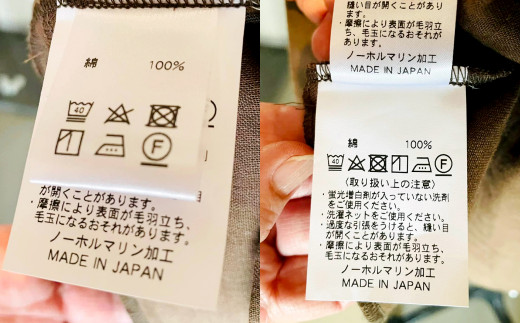 綿 100%
40
F
が開くことがあります。
・摩擦により表面が毛羽立ち、
毛玉になるおそれがあります。
ノーホルマリン加工
MADE IN JAPAN
縫い目が開くことがあります。
・摩擦により表面が毛羽立ち、
毛玉になるおそれが
あります。
ノーホルマリン加工
MADE IN JAPAN
綿 100%
40
F
〈取り扱い上の注意〉
・蛍光増白剤が入っていない洗剤
をご使用ください。
・洗濯ネットをご使用ください。
・過度な引張をうけると、縫い目
が開くことがあります。
・摩擦により表面が毛羽立ち、
毛玉になるおそれがあります。
ノーホルマリン加工
MADE IN JAPAN